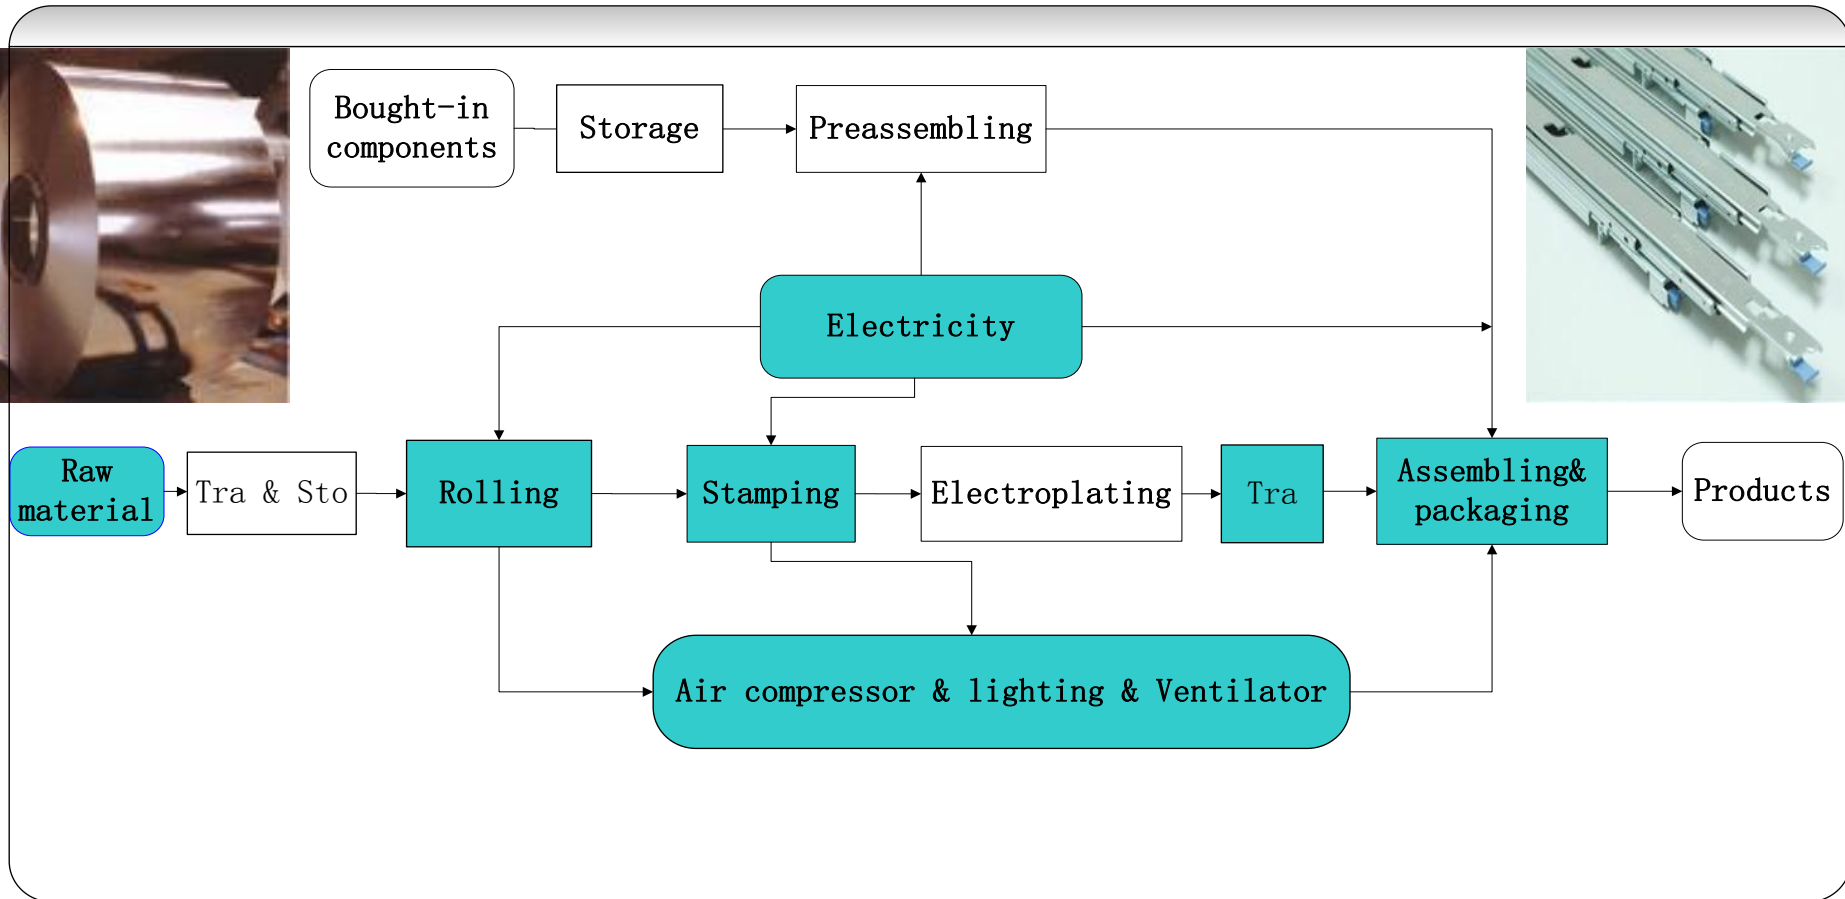 Bought-in
components
Storage
Preassembling
Electricity
Raw
material
Tra & Sto
Rolling
Stamping
Electroplating
Tra
Assembling&
packaging
Products
Air compressor & lighting & Ventilator